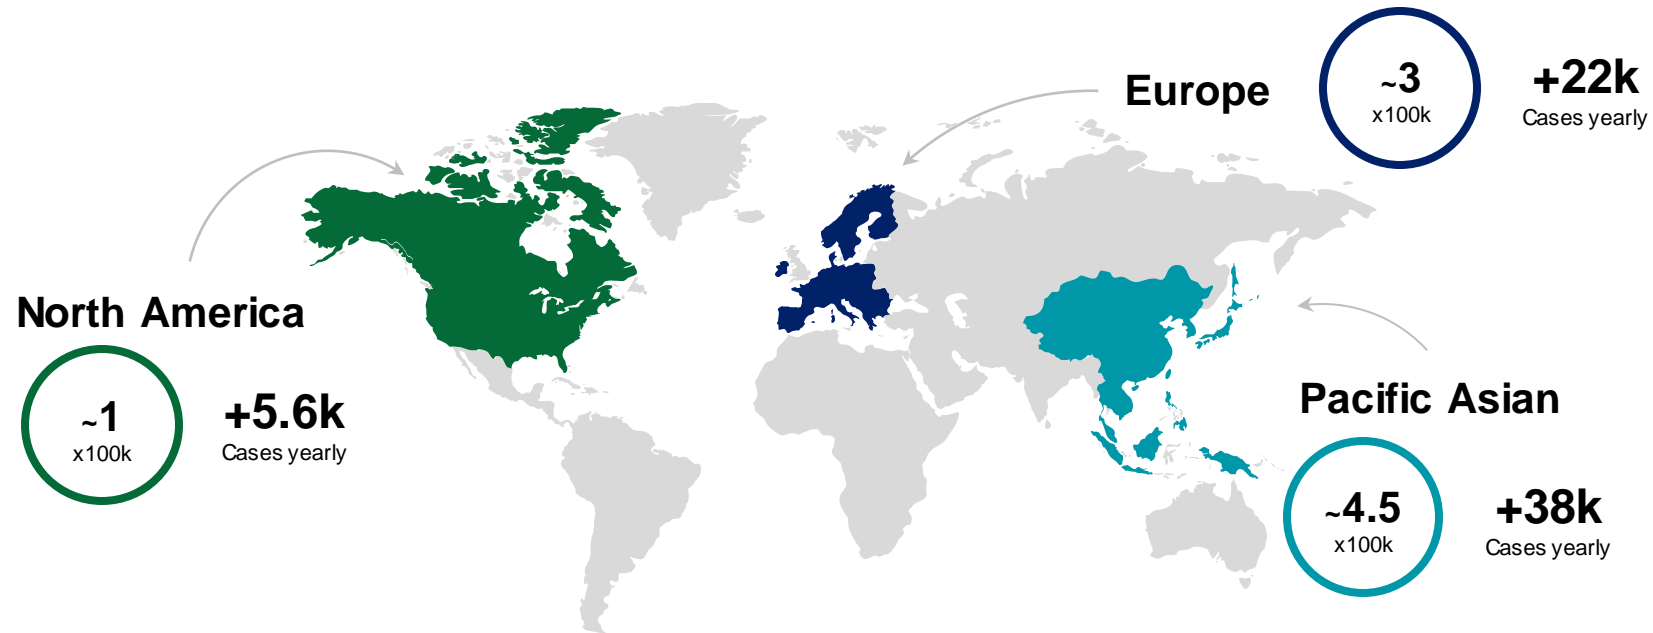 Europe
~3
x100k
+22k
Cases yearly
North America
~1
x100k
+5.6k
Cases yearly
Pacific Asian
~4.5
x100k
+38k
Cases yearly